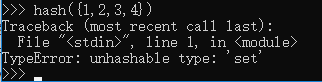 >>> hash({1,2,3,4})
Traceback (most recent call last):
  File "<stdin>", line 1, in <module>
TypeError: unhashable type: 'set'
>>>